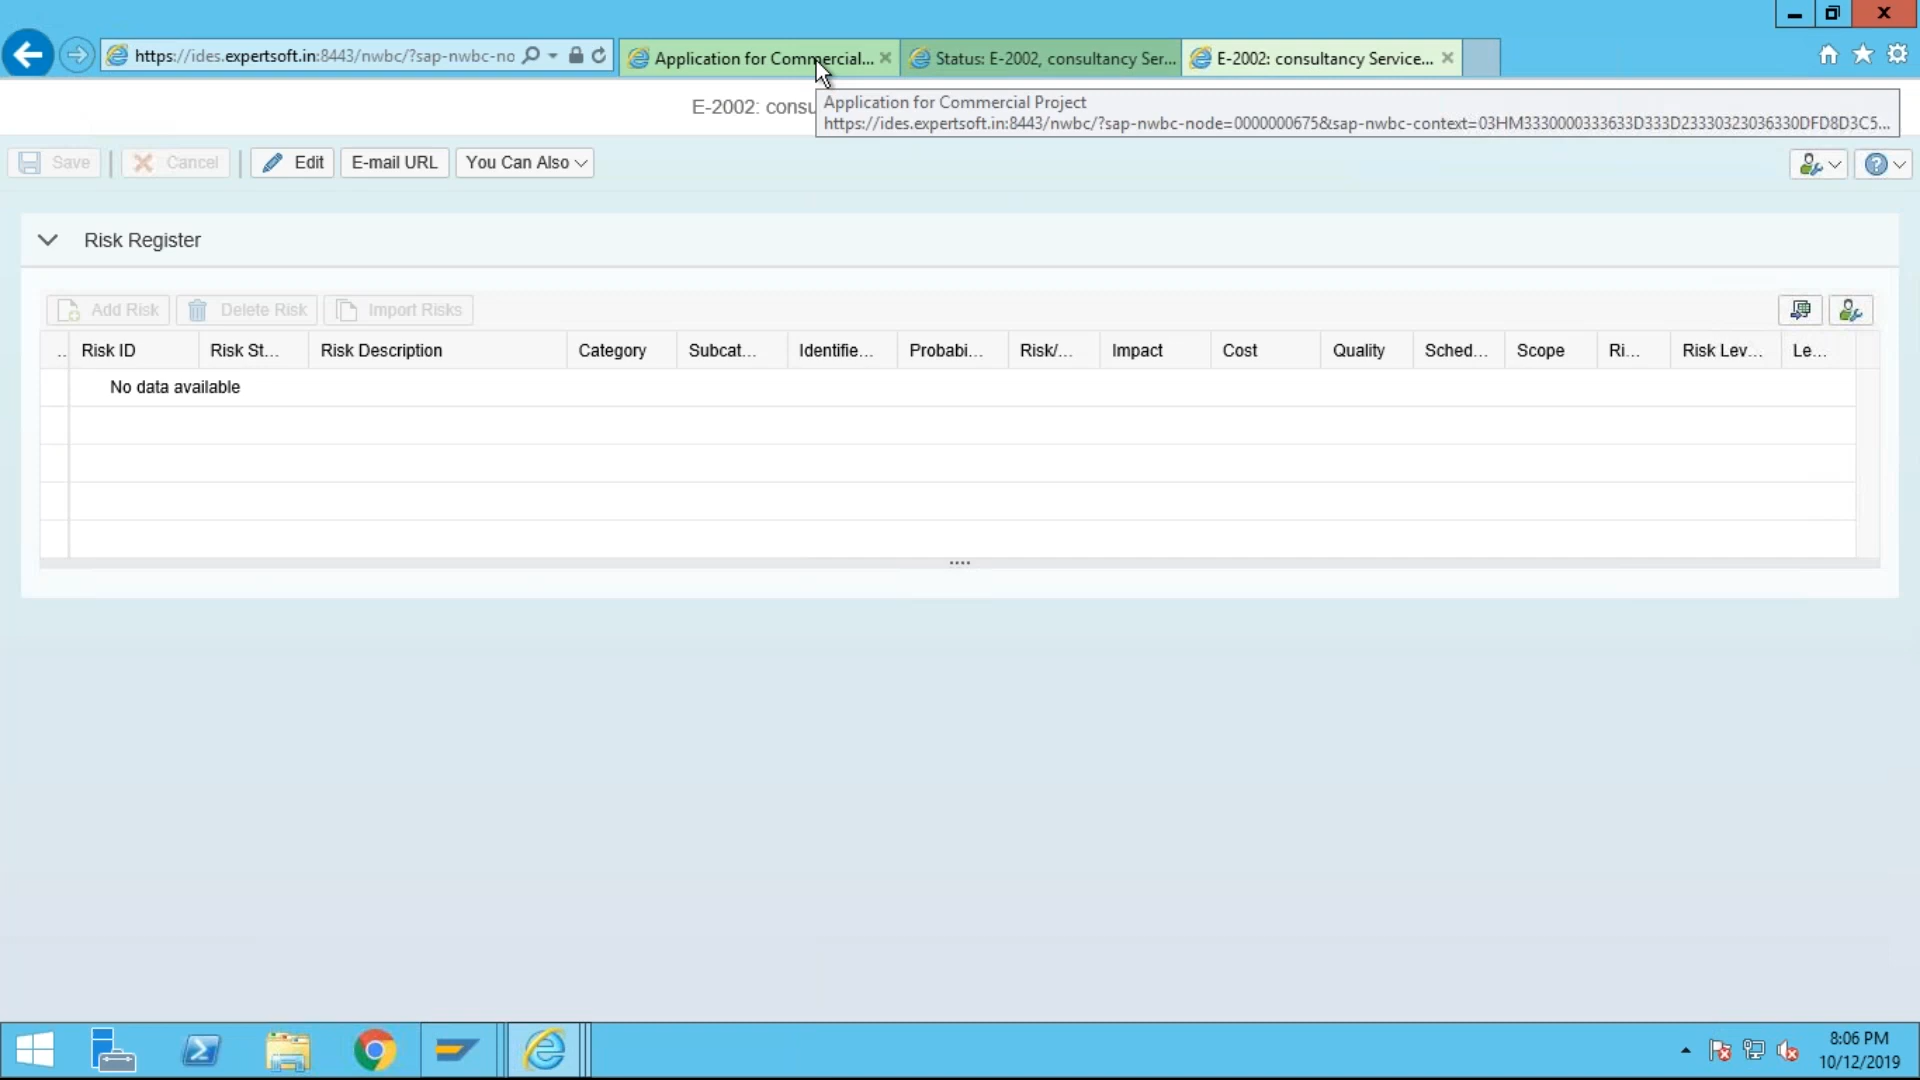 https://ides.expertsoft.in:8443/nwbc/?sap-nwbc-no
Application for Commercial...
Status: E-2002, consultancy Ser...
E-2002: consultancy Service...
E-2002: consu
Application for Commercial Project
https://ides.expertsoft.in:8443/nwbc/?sap-nwbc-node=0000000675&sap-nwbc-context=03HM3330000333633D333D23330323036330DFD8D3C5...
Save
Cancel
Edit
E-mail URL
You Can Also
Risk Register
Add Risk
Delete Risk
Import Risks
.. Risk ID Risk St... Risk Description Category Subcat... Identifie... Probabi... Risk/... Impact Cost Quality Sched... Scope Ri... Risk Lev... Le...
No data available
8:06 PM
10/12/2019